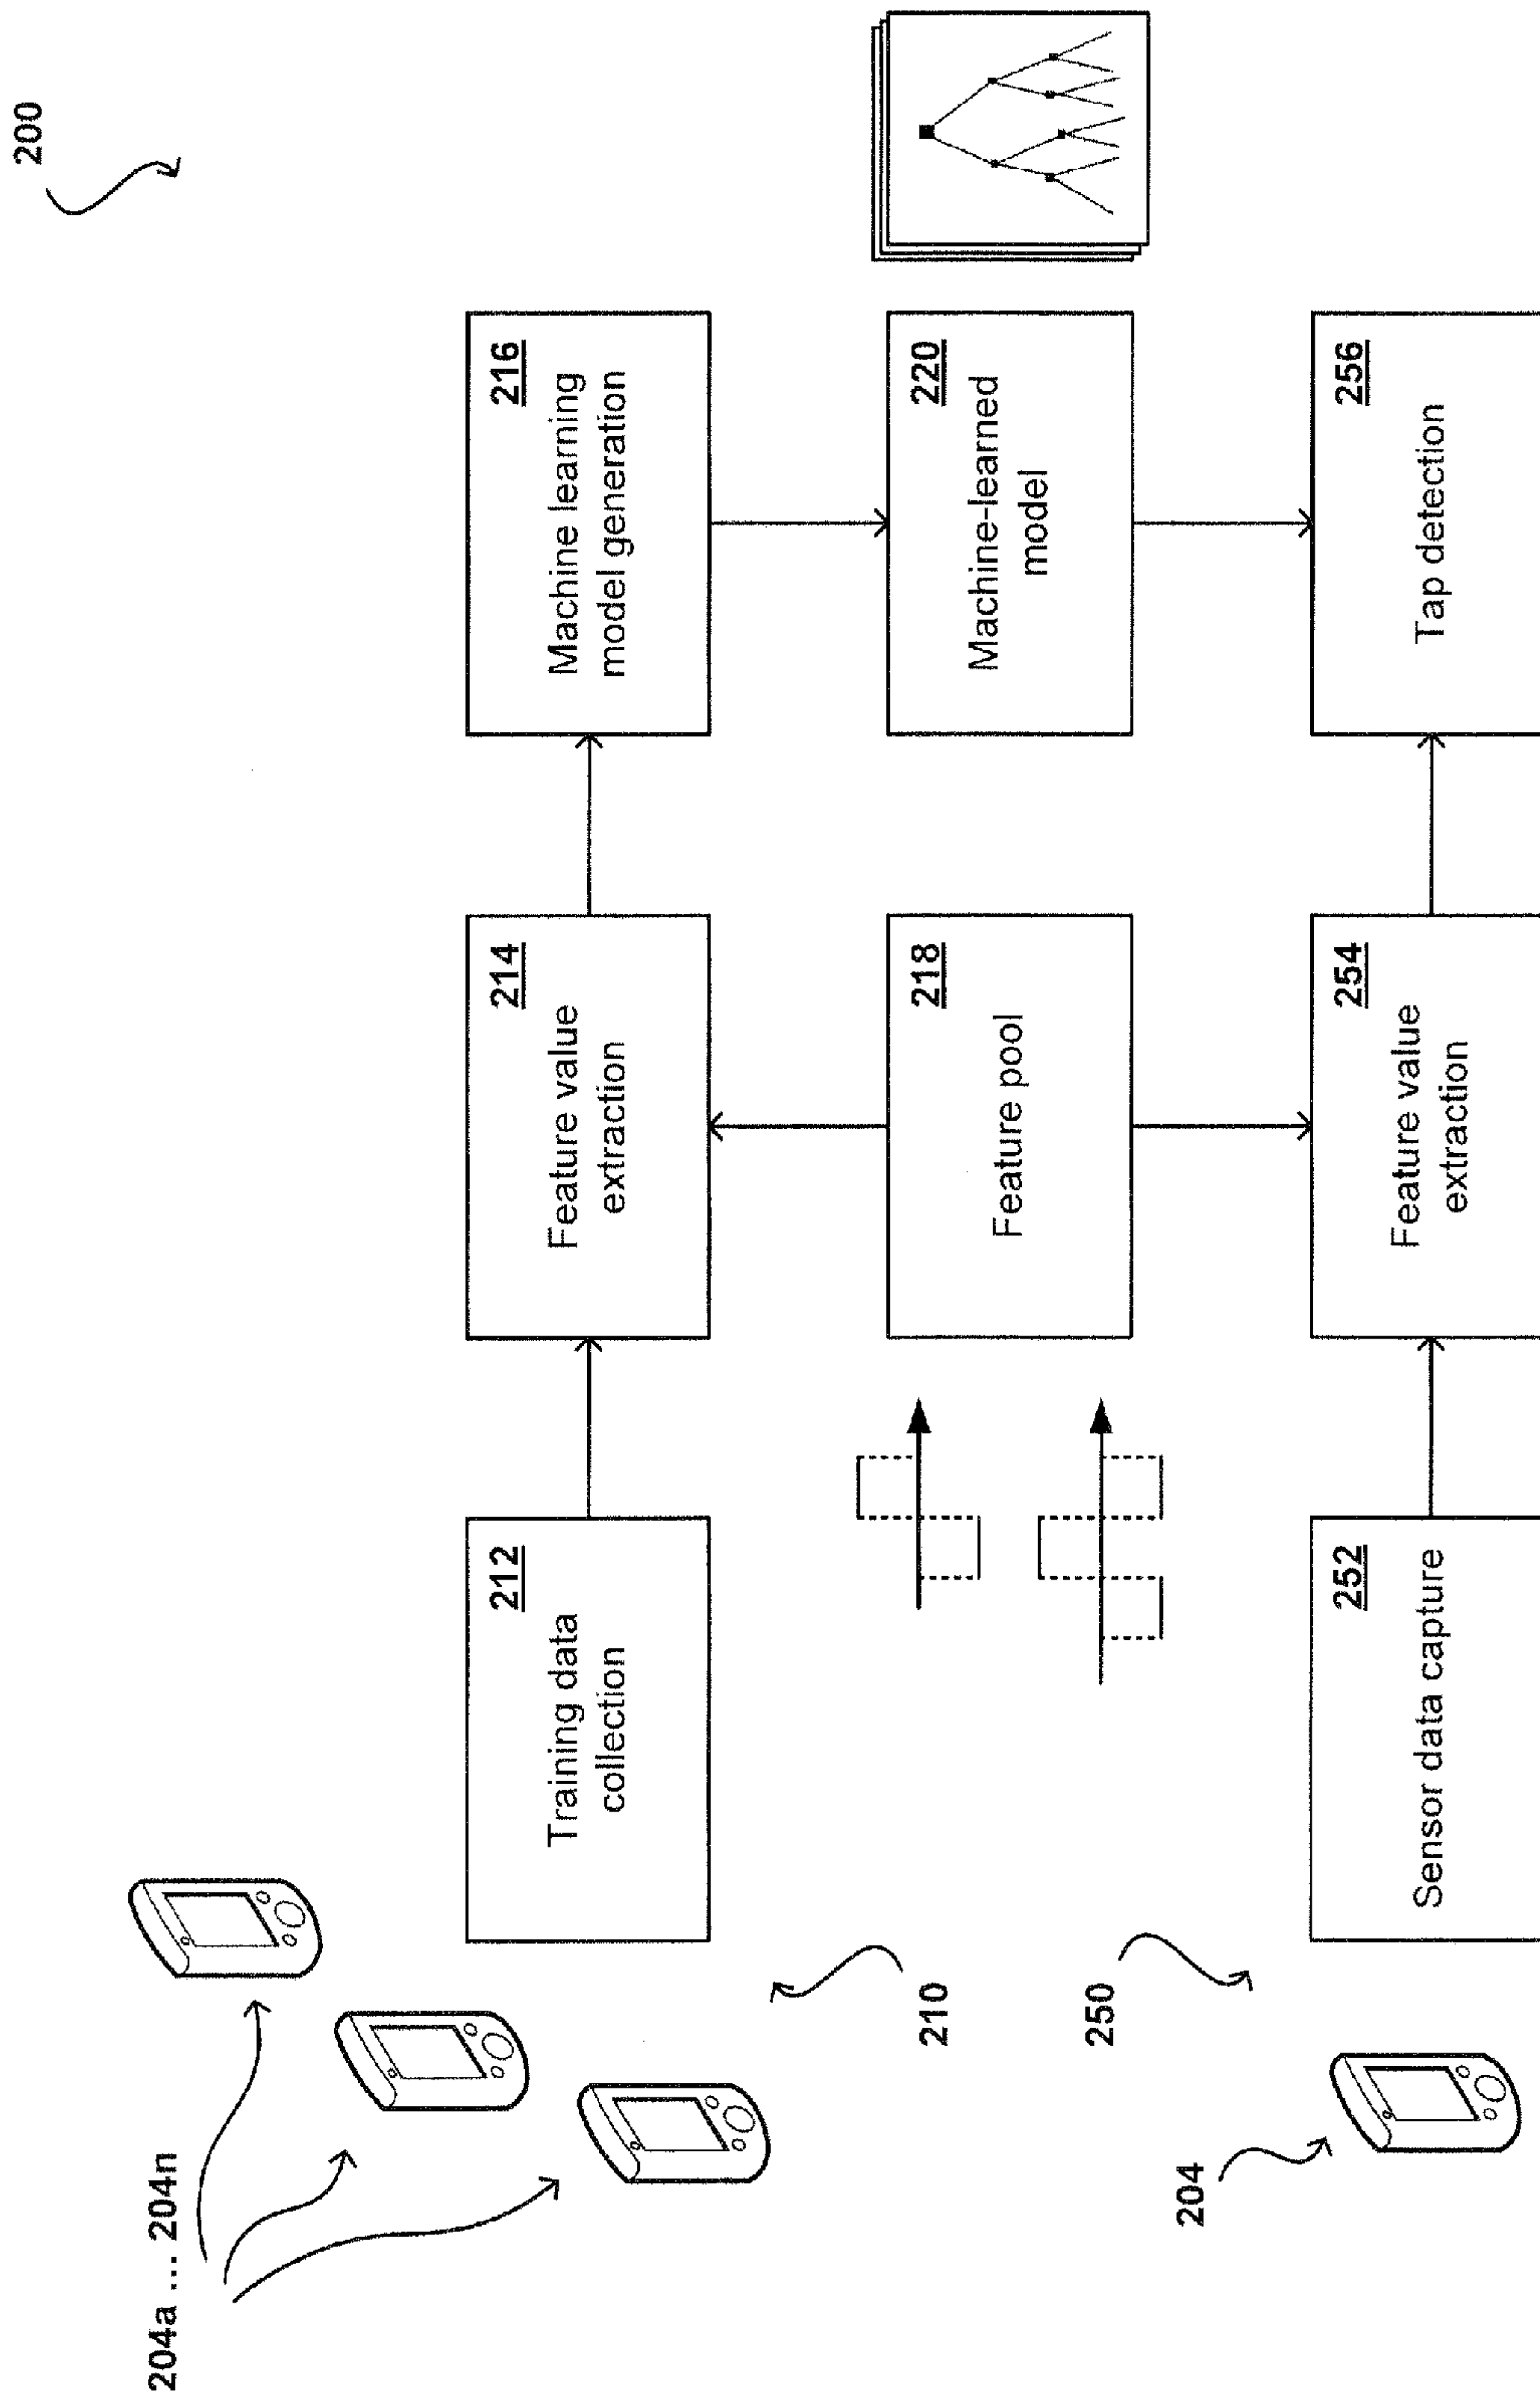 200
204a ... 204n
212
Training data
collection
214
Feature value
extraction
216
Machine learning
model generation
210
218
Feature pool
220
Machine-learned
model
250
204
252
Sensor data capture
254
Feature value
extraction
256
Tap detection